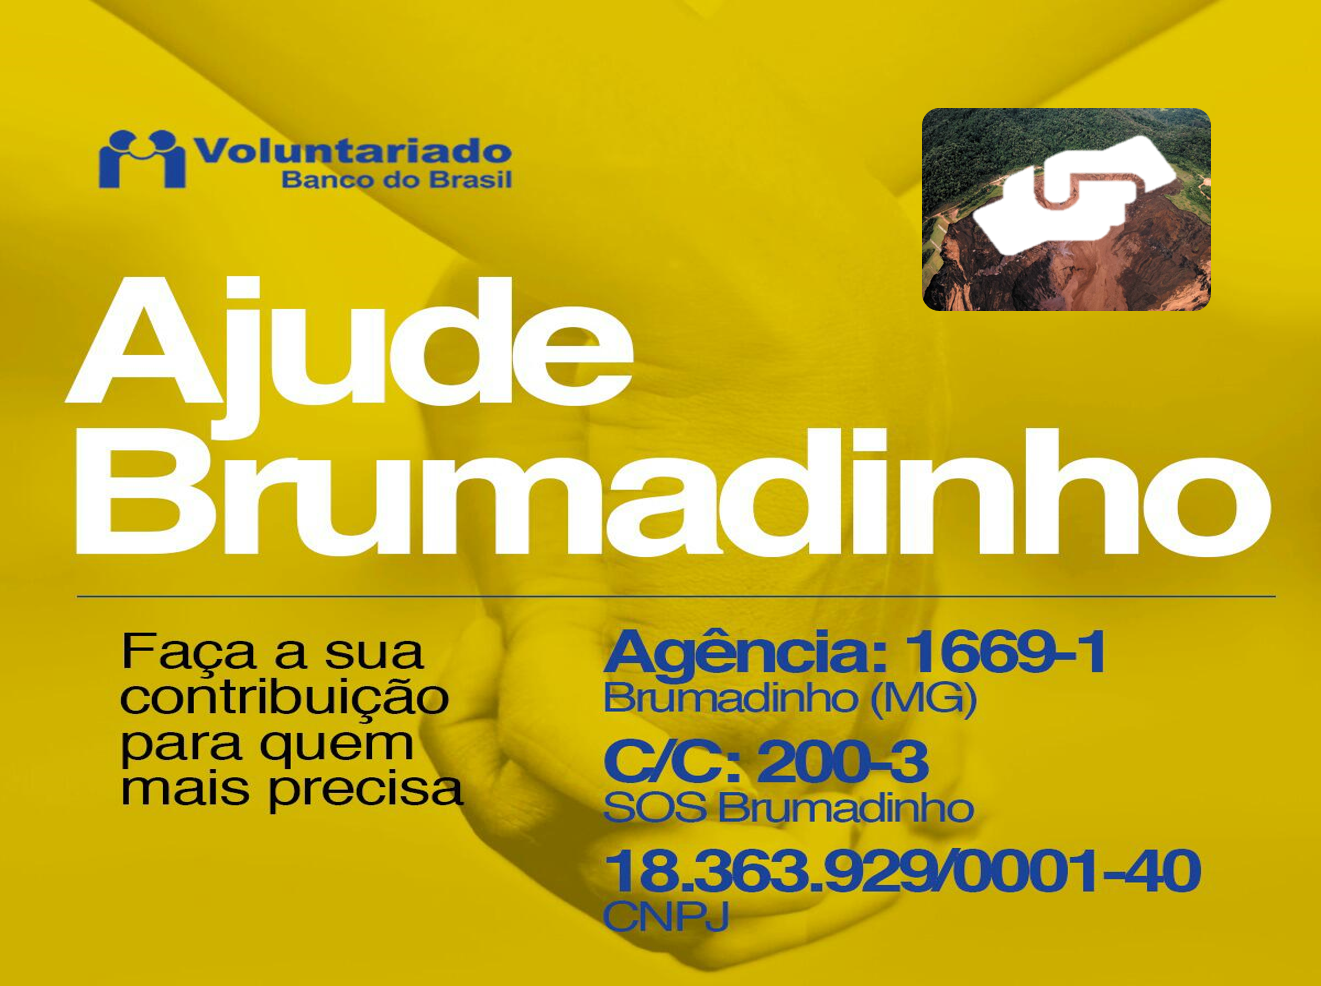 Voluntariado
Banco do Brasil
Ajude
Brumadinho
Faça a sua
contribuição
para quem
mais precisa
Agência: 1669-1
Brumadinho (MG)
C/C: 200-3
SOS Brumadinho
18.363.929/0001-40
CNPJ